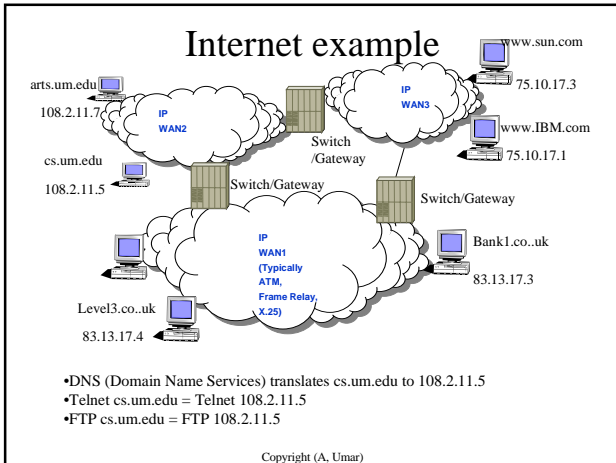 Internet example
www.sun.com
75.10.17.3
arts.um.edu
108.2.11.7
IP
WAN2
IP
WAN3
Switch
/Gateway
www.IBM.com
75.10.17.1
cs.um.edu
108.2.11.5
Switch/Gateway
Switch/Gateway
IP
WAN1
(Typically
ATM,
Frame Relay,
X.25)
Bank1.co..uk
83.13.17.3
Level3.co..uk
83.13.17.4
•DNS (Domain Name Services) translates cs.um.edu to 108.2.11.5
•Telnet cs.um.edu = Telnet 108.2.11.5
•FTP cs.um.edu = FTP 108.2.11.5
Copyright (A, Umar)